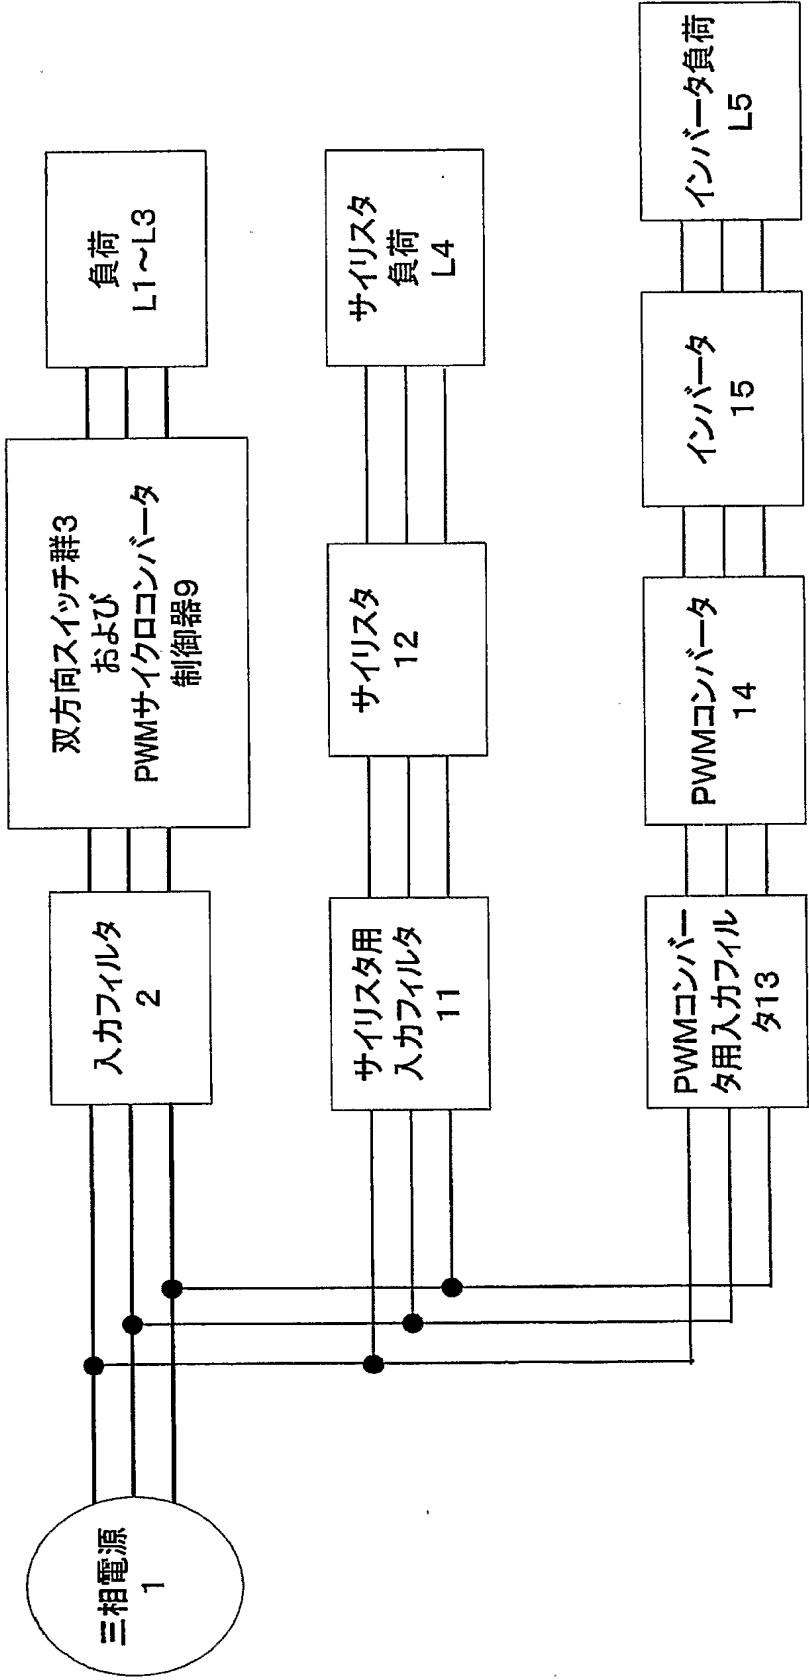 三相電源
1
入力フィルタ
2
双方向スイッチ群3
および
PWMサイクロコンバータ
制御器9
負荷
L1～L3
サイリスタ用
入力フィルタ
11
サイリスタ
12
サイリスタ
負荷
L4
PWMコンバー
タ用入力フィル
タ13
PWMコンバータ
14
インバータ
15
インバータ負荷
L5